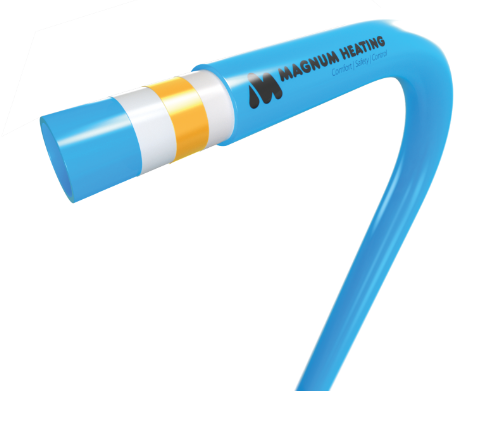 MAGNUM HEATING
Comfort | Safety | Control